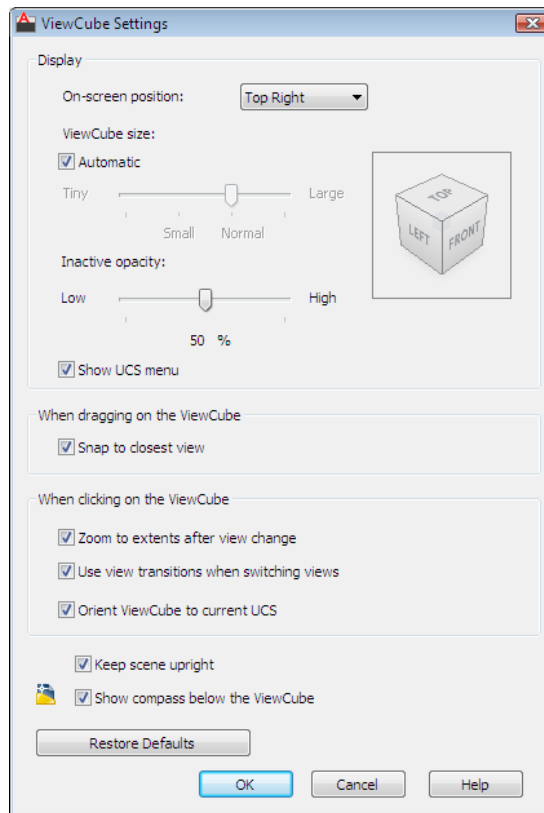 ViewCube Settings
Display
On-screen position: Top Right
ViewCube size:
Automatic
Tiny Large
Small Normal
TOP
LEFT FRONT
Inactive opacity:
Low High
50 %
Show UCS menu
When dragging on the ViewCube
Snap to closest view
When clicking on the ViewCube
Zoom to extents after view change
Use view transitions when switching views
Orient ViewCube to current UCS
Keep scene upright
Show compass below the ViewCube
Restore Defaults
OK Cancel Help